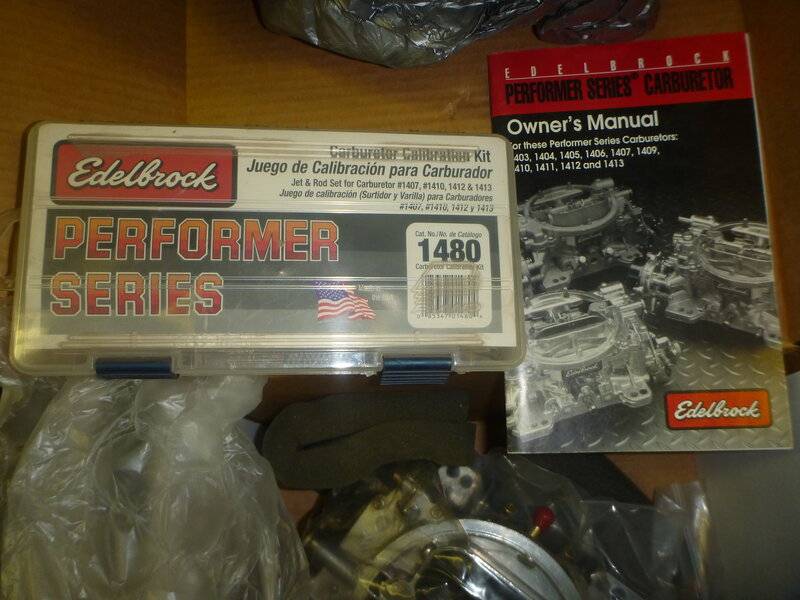 Edelbrock
Carburetor Calibration Kit
Juego de Calibración para Carburador
Jet & Rod Set for Carburetor #1407, #1410, 1412 & 1413
Juego de calibración (Surtidor y Varilla) para Carburadores
#1407, #1410, 1412 y 1413
PERFORMER
SERIES
Cat. No./No. de Catálogo
1480
Carburetor Calibration Kit
EDELBROCK
PERFORMER SERIES® CARBURETOR
Owner's Manual
For these Performer Series Carburetors:
1403, 1404, 1405, 1406, 1407, 1409,
1410, 1411, 1412 and 1413
Edelbrock